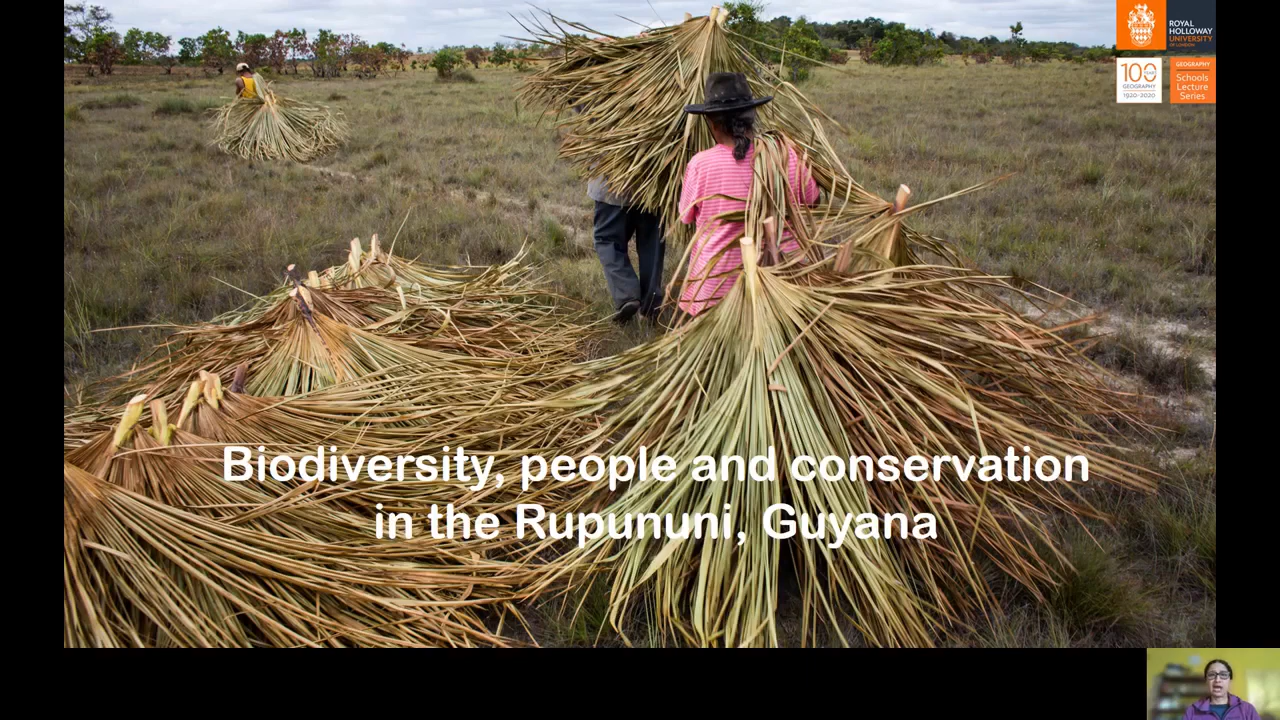 ROYAL
HOLLOWAY
UNIVERSITY
OF LONDON
100
YEARS
GEOGRAPHY
1920-2020
GEOGRAPHY
Schools
Lecture
Series
Biodiversity, people and conservation
in the Rupununi, Guyana